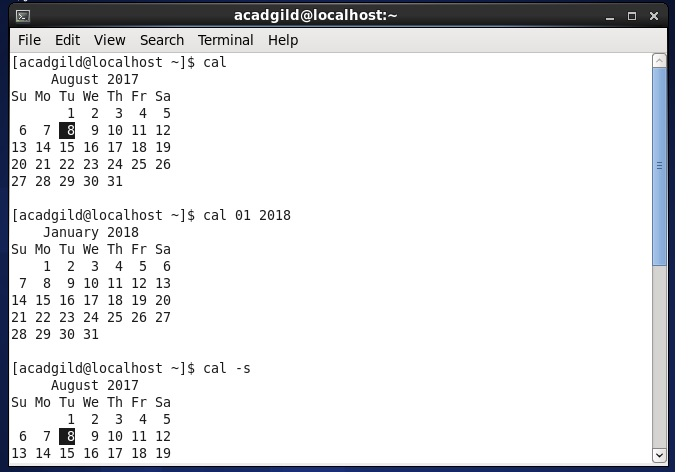 acadgild@localhost:~
File Edit View Search Terminal Help
[acadgild@localhost ~]$ cal
     August 2017
Su Mo Tu We Th Fr Sa
       1  2  3  4  5
 6  7  8  9 10 11 12
13 14 15 16 17 18 19
20 21 22 23 24 25 26
27 28 29 30 31
[acadgild@localhost ~]$ cal 01 2018
    January 2018
Su Mo Tu We Th Fr Sa
    1  2  3  4  5  6
 7  8  9 10 11 12 13
14 15 16 17 18 19 20
21 22 23 24 25 26 27
28 29 30 31
[acadgild@localhost ~]$ cal -s
     August 2017
Su Mo Tu We Th Fr Sa
       1  2  3  4  5
 6  7  8  9 10 11 12
13 14 15 16 17 18 19